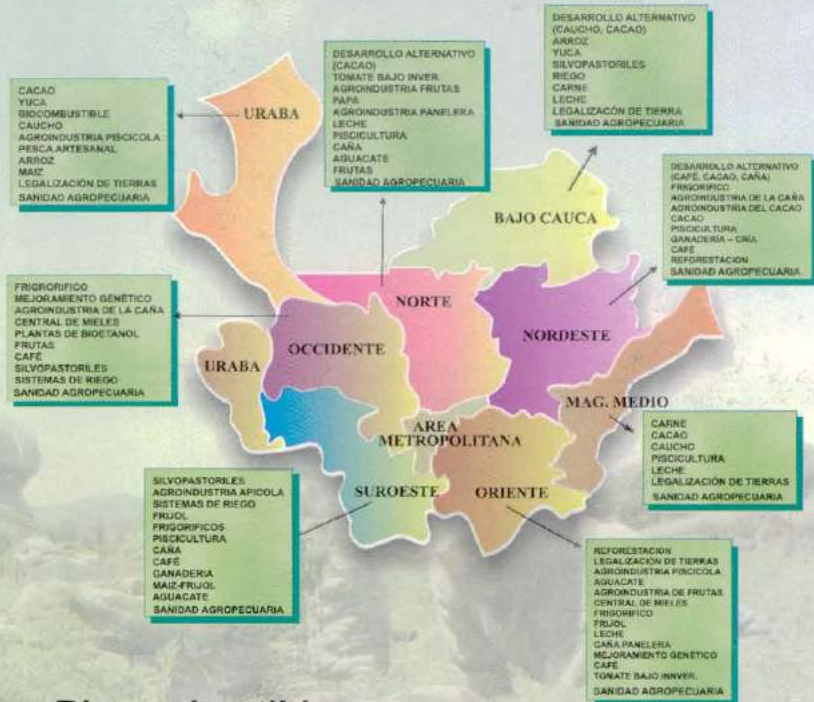 CACAO
YUCA
BIOCOMBUSTIBLE
CAUCHO
AGROINDUSTRIA PISCICOLA
PESCA ARTESANAL
ARROZ
MAIZ
LEGALIZACIÓN DE TIERRAS
SANIDAD AGROPECUARIA
URABA
DESARROLLO ALTERNATIVO
(CACAO)
TOMATE BAJO INVER.
AGROINDUSTRIA FRUTAS
PAPA
AGROINDUSTRIA PANELERA
LECHE
PISCICULTURA
CAÑA
AGUACATE
FRUTAS
SANIDAD AGROPECUARIA
DESARROLLO ALTERNATIVO
(CAUCHO, CACAO)
ARROZ
YUCA
SILVOPASTORILES
RIEGO
CARNE
LECHE
LEGALIZACÓN DE TIERRA
SANIDAD AGROPECUARIA
BAJO CAUCA
DESARROLLO ALTERNATIVO
(CAFÉ, CACAO, CAÑA)
FRIGORIFICO
AGROINDUSTRIA DE LA CAÑA
AGROINDUSTRIA DEL CACAO
CACAO
PISCICULTURA
GANADERÍA – CRÍA
CAFÉ
REFORESTACION
SANIDAD AGROPECUARIA
FRIGRORIFICO
MEJORAMIENTO GENÉTICO
AGROINDUSTRIA DE LA CAÑA
CENTRAL DE MIELES
PLANTAS DE BIOETANOL
FRUTAS
CAFÉ
SILVOPASTORILES
SISTEMAS DE RIEGO
SANIDAD AGROPECUARIA
NORTE
NORDESTE
OCCIDENTE
URABA
MAG. MEDIO
AREA
METROPOLITANA
SUROESTE
ORIENTE
CARNE
CACAO
CAUCHO
PISCICULTURA
LECHE
LEGALIZACIÓN DE TIERRAS
SANIDAD AGROPECUARIA
SILVOPASTORILES
AGROINDUSTRIA APICOLA
SISTEMAS DE RIEGO
FRIJOL
FRIGORIFICOS
PISCICULTURA
CAÑA
CAFÉ
GANADERIA
MAIZ-FRIJOL
AGUACATE
SANIDAD AGROPECUARIA
REFORESTACION
LEGALIZACIÓN DE TIERRAS
AGROINDUSTRIA PISCICOLA
AGUACATE
AGROINDUSTRIA DE FRUTAS
CENTRAL DE MIELES
FRIGORIFICO
FRIJOL
LECHE
CAÑA PANELERA
MEJORAMIENTO GENÉTICO
CAFÉ
TOMATE BAJO INNVER.
SANIDAD AGROPECUARIA